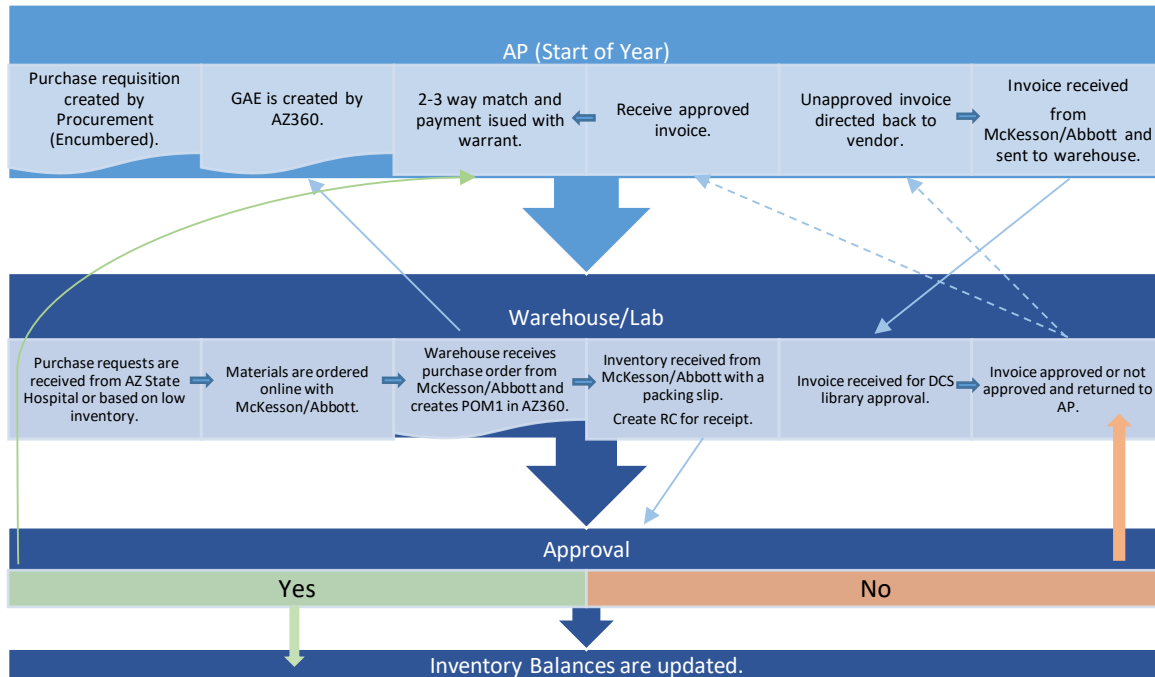 AP (Start of Year)
Purchase requisition
created by
Procurement
(Encumbered).
GAE is created by
AZ360.
2-3 way match and
payment isued with
warrant.
Receive approved
invoice.
Unapproved invoice
directed back to
vendor.
Invoice received
from
McKesson/Abbott and
sent to warehouse.
Warehouse/Lab
Purchase requests are
received from AZ State
Hospital or based on low
inventory.
Materials are ordered
online with
McKesson/Abbott.
Warehouse receives
purchase order from
McKesson/Abbott and
creates POM1 in AZ360.
Inventory received from
McKesson/Abbott with a
packing slip.
Create RC for receipt.
Invoice received for DCS
library approval.
Invoice approved or not
approved and returned to
AP.
Approval
Yes
No
Inventory Balances are updated.